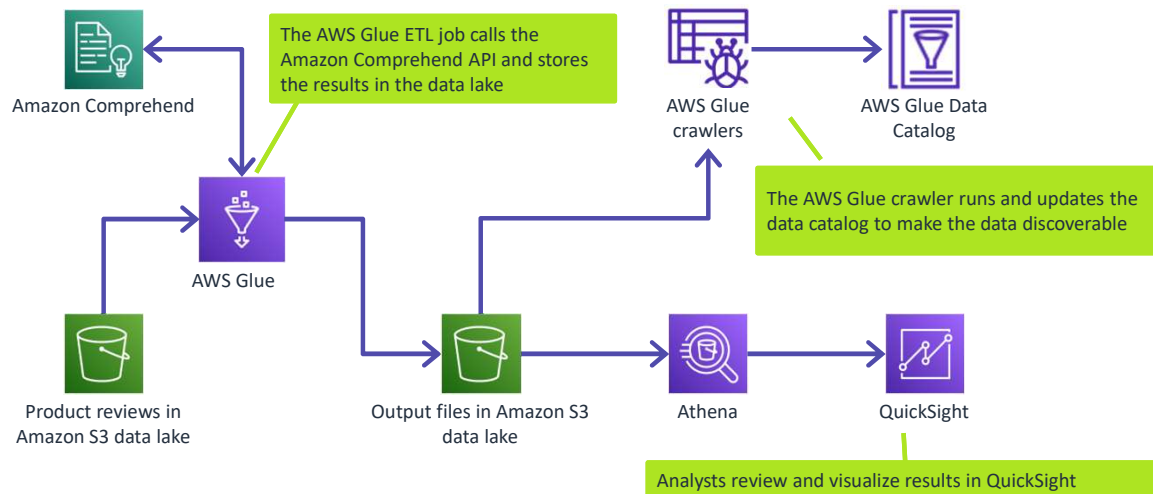 The AWS Glue ETL job calls the
Amazon Comprehend API and stores
the results in the data lake
Amazon Comprehend
AWS Glue
crawlers
AWS Glue Data
Catalog
The AWS Glue crawler runs and updates the
data catalog to make the data discoverable
AWS Glue
Product reviews in
Amazon S3 data lake
Output files in Amazon S3
data lake
Athena
QuickSight
Analysts review and visualize results in QuickSight